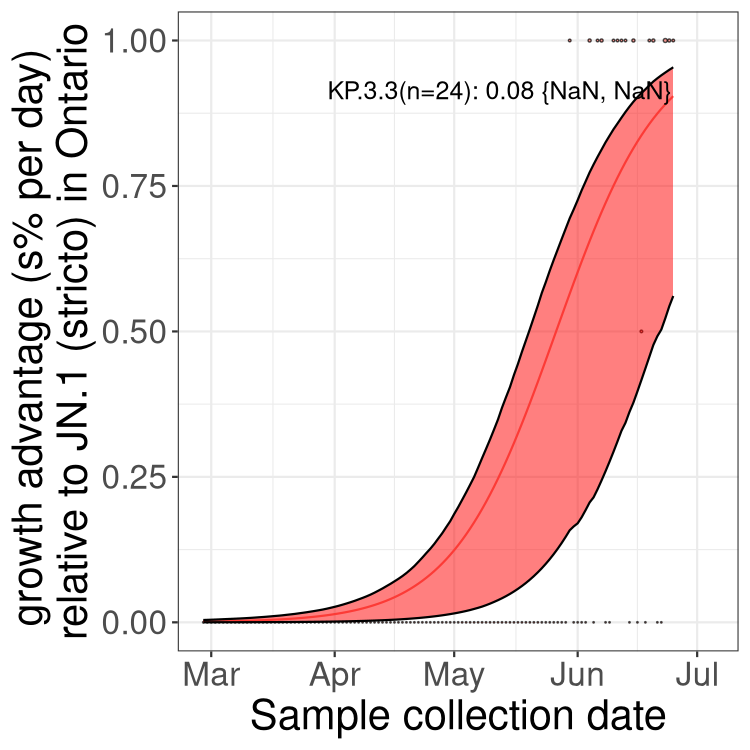 growth advantage (s% per day)
relative to JN.1 (stricto) in Ontario
1.00
0.75
0.50
0.25
0.00
KP.3.3(n=24): 0.08 {NaN, NaN}
Mar
Apr
May
Jun
Jul
Sample collection date